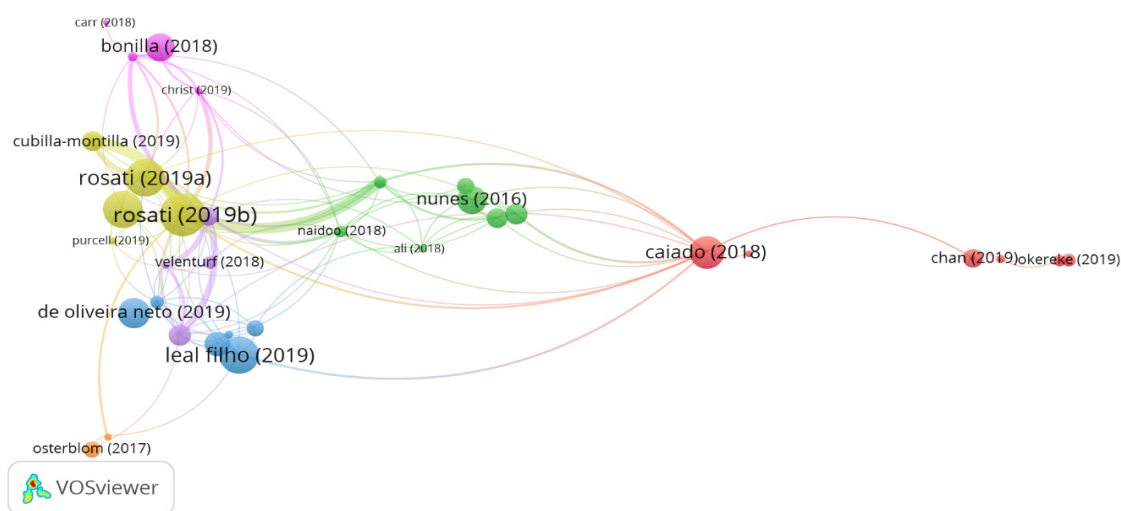 carr (2018)
bonilla (2018)
christ (2019)
cubilla-montilla (2019)
rosati (2019a)
nunes (2016)
rosati (2019b)
naidoo (2018)
purcell (2019)
ali (2018)
caiado (2018)
chan (2019)
okereke (2019)
velenturf (2018)
de oliveira neto (2019)
leal filho (2019)
osterblom (2017)
VOSviewer